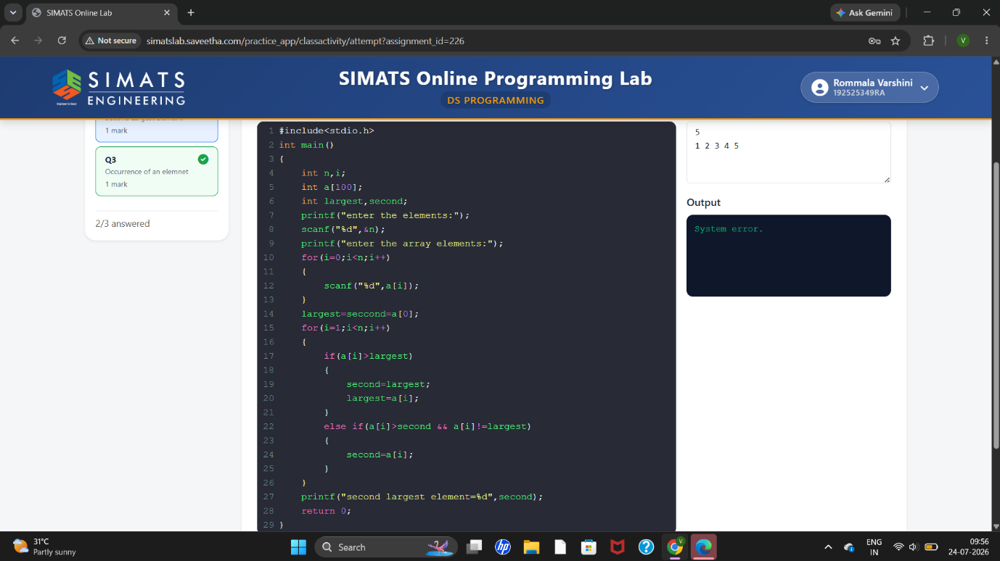 SIMATS Online Lab
Ask Gemini
Not secure
simatslab.saveetha.com/practice_app/classactivity/attempt?assignment_id=226
V
SIMATS
ENGINEERING
Engineer to Excel
SIMATS Online Programming Lab
DS PROGRAMMING
Rommala Varshini
192525349RA
1 mark
Q3
Occurrence of an elemnet
1 mark
2/3 answered
1 #include<stdio.h>
2 int main()
3 {
4 int n,i;
5 int a[100];
6 int largest,second;
7 printf("enter the elements:");
8 scanf("%d",&n);
9 printf("enter the array elements:");
10 for(i=0;i<n;i++)
11 {
12 scanf("%d",a[i]);
13 }
14 largest=seccond=a[0];
15 for(i=1;i<n;i++)
16 {
17 if(a[i]>largest)
18 {
19 second=largest;
20 largest=a[i];
21 }
22 else if(a[i]>second && a[i]!=largest)
23 {
24 second=a[i];
25 }
26 }
27 printf("second largest element=%d",second);
28 return 0;
29 }
5
1 2 3 4 5
Output
System error.
31°C
Partly sunny
Search
hp
V
ENG
IN
09:56
24-07-2026